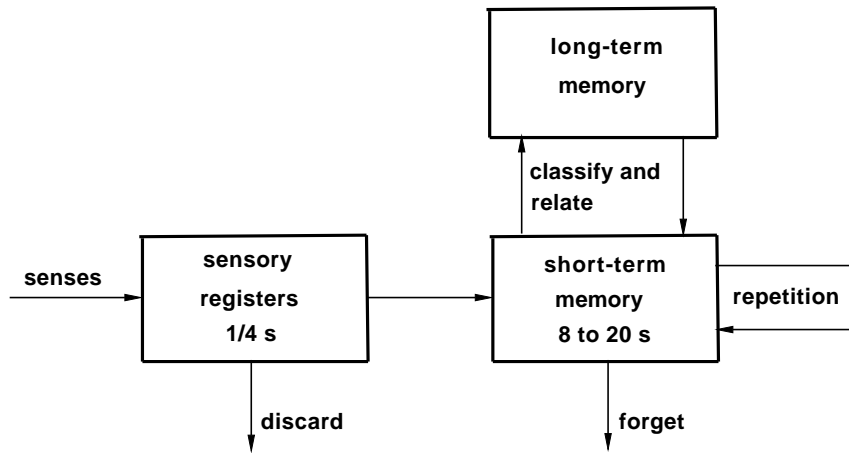 long-term
memory
classify and
relate
senses
sensory
registers
1/4 s
short-term
memory
8 to 20 s
repetition
discard
forget